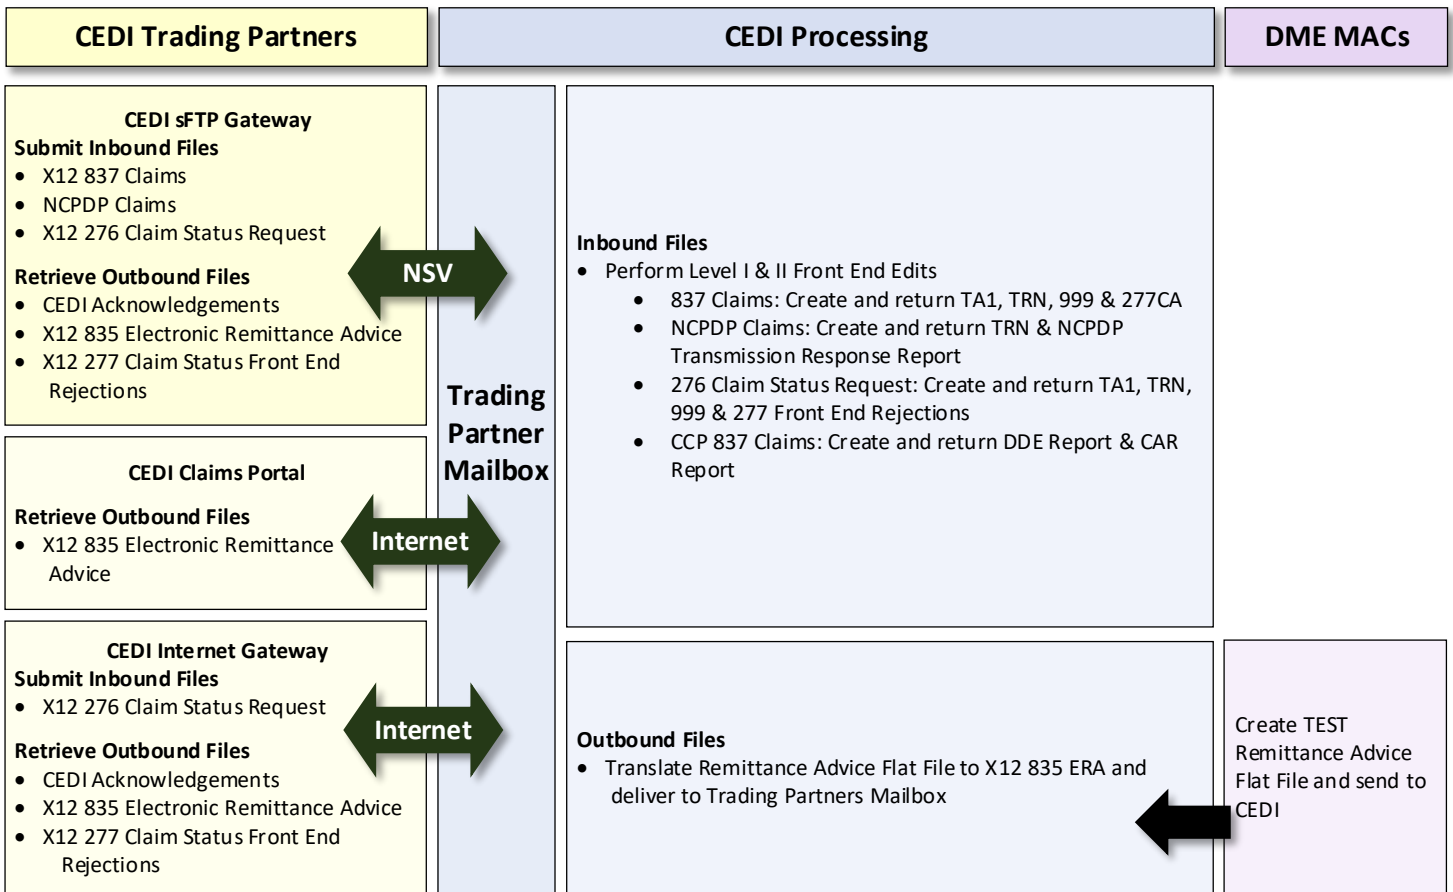 CEDI Trading Partners
CEDI Processing
DME MACs
CEDI sFTP Gateway
Submit Inbound Files
• X12 837 Claims
• NCPDP Claims
• X12 276 Claim Status Request
Retrieve Outbound Files
• CEDI Acknowledgements
• X12 835 Electronic Remittance Advice
• X12 277 Claim Status Front End
Rejections
NSV
CEDI Claims Portal
Retrieve Outbound Files
• X12 835 Electronic Remittance
Advice
Internet
CEDI Internet Gateway
Submit Inbound Files
• X12 276 Claim Status Request
Retrieve Outbound Files
• CEDI Acknowledgements
• X12 835 Electronic Remittance Advice
• X12 277 Claim Status Front End
Rejections
Internet
Trading
Partner
Mailbox
Inbound Files
• Perform Level I & II Front End Edits
• 837 Claims: Create and return TA1, TRN, 999 & 277CA
• NCPDP Claims: Create and return TRN & NCPDP
Transmission Response Report
• 276 Claim Status Request: Create and return TA1, TRN,
999 & 277 Front End Rejections
• CCP 837 Claims: Create and return DDE Report & CAR
Report
Outbound Files
• Translate Remittance Advice Flat File to X12 835 ERA and
deliver to Trading Partners Mailbox
Create TEST
Remittance Advice
Flat File and send to
CEDI